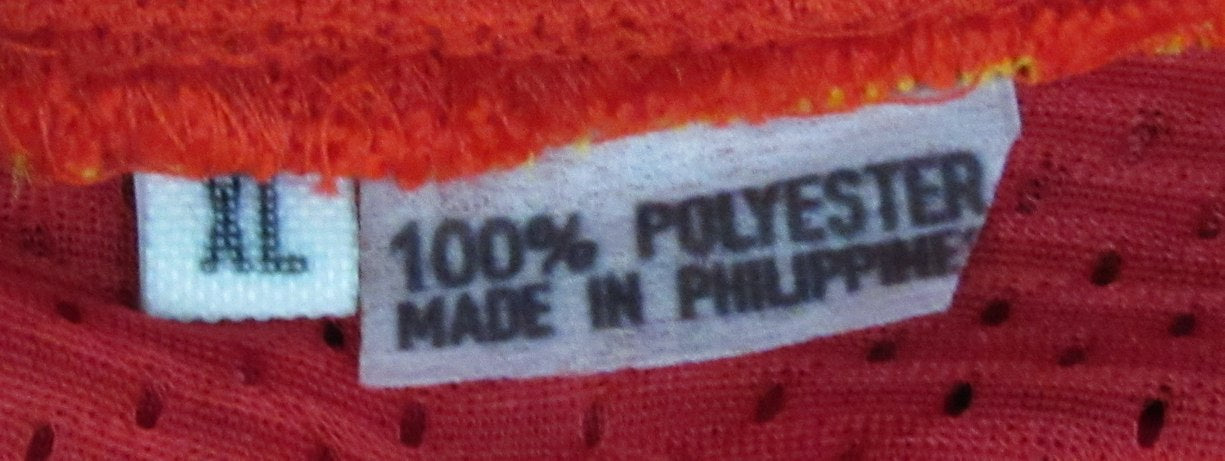 XL
100% POLYESTER
MADE IN PHILIPPINES